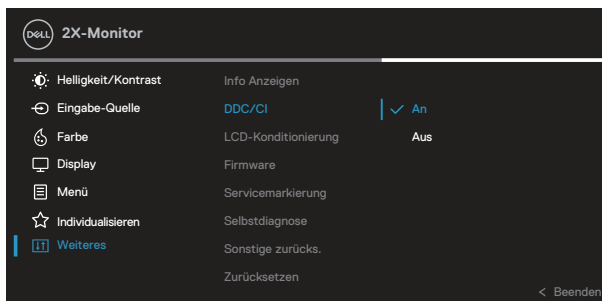 DELL 2X-Monitor
Helligkeit/Kontrast
Eingabe-Quelle
Farbe
Display
Menü
Individualisieren
Weiteres
Info Anzeigen
DDC/CI
LCD-Konditionierung
Firmware
Servicemarkierung
Selbstdiagnose
Sonstige zurücks.
Zurücksetzen
An
Aus
< Beenden